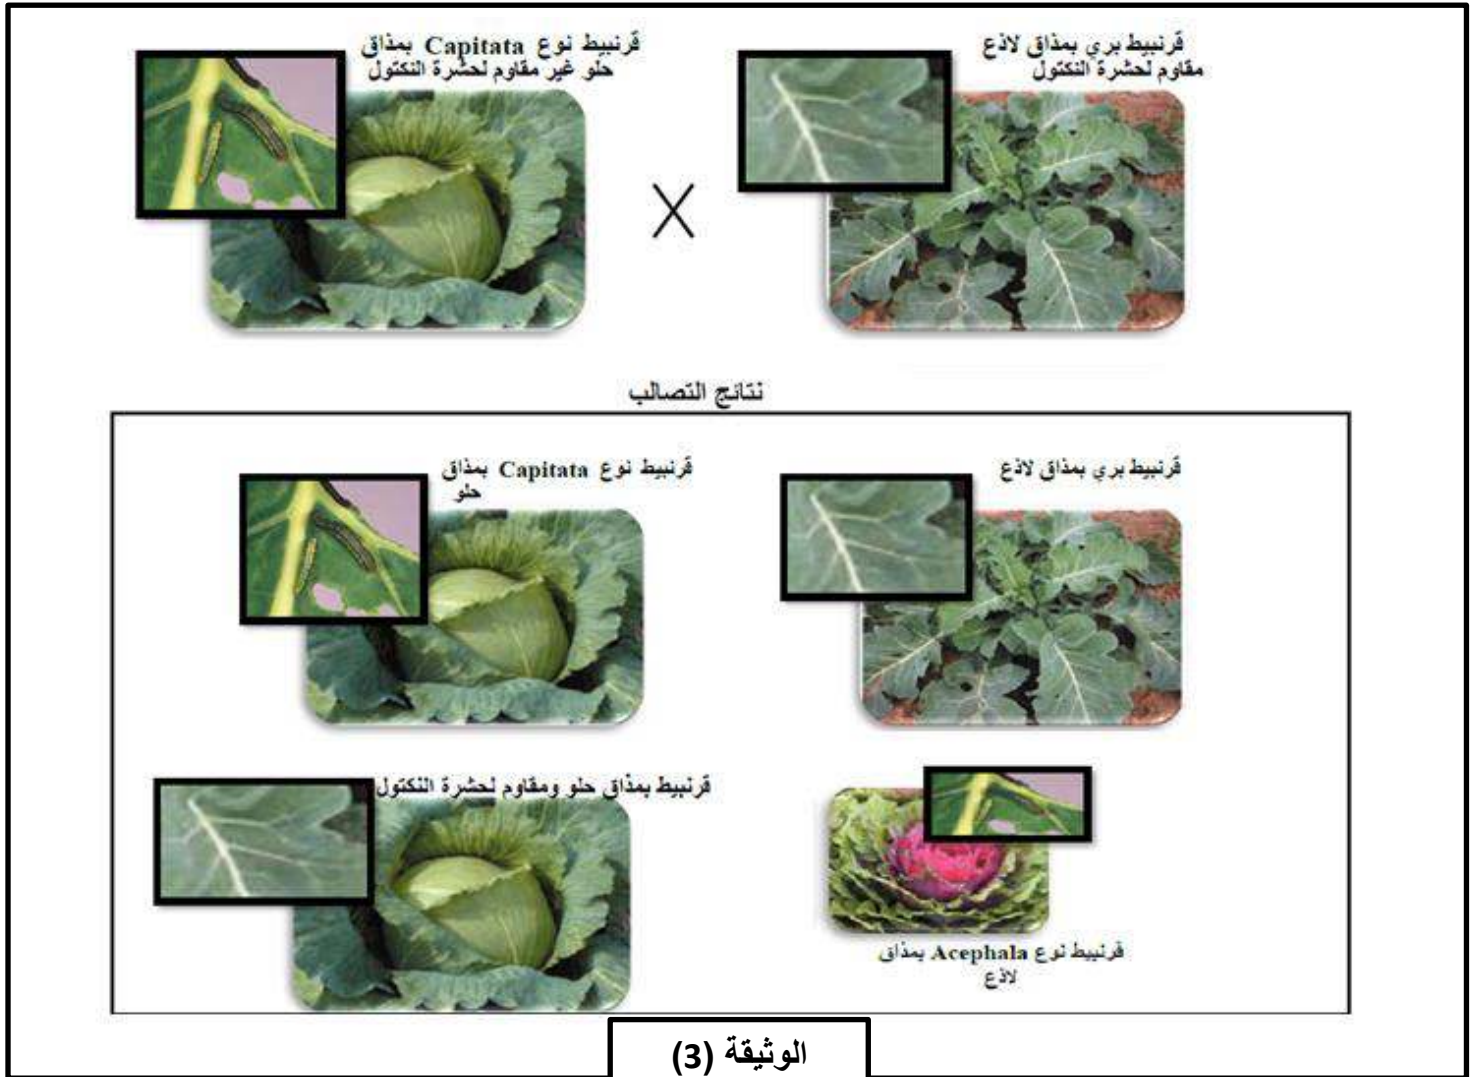 قرنبيط بري بمذاق لاذع
مقاوم لحشرة النكتول
قرنبيط نوع Capitata بمذاق
حلو غير مقاوم لحشرة النكتول
X
نتائج التصالب
قرنبيط بري بمذاق لاذع
قرنبيط نوع Capitata بمذاق
حلو
قرنبيط بمذاق حلو ومقاوم لحشرة النكتول
قرنبيط نوع Acephala بمذاق
لاذع
الوثيقة (3)